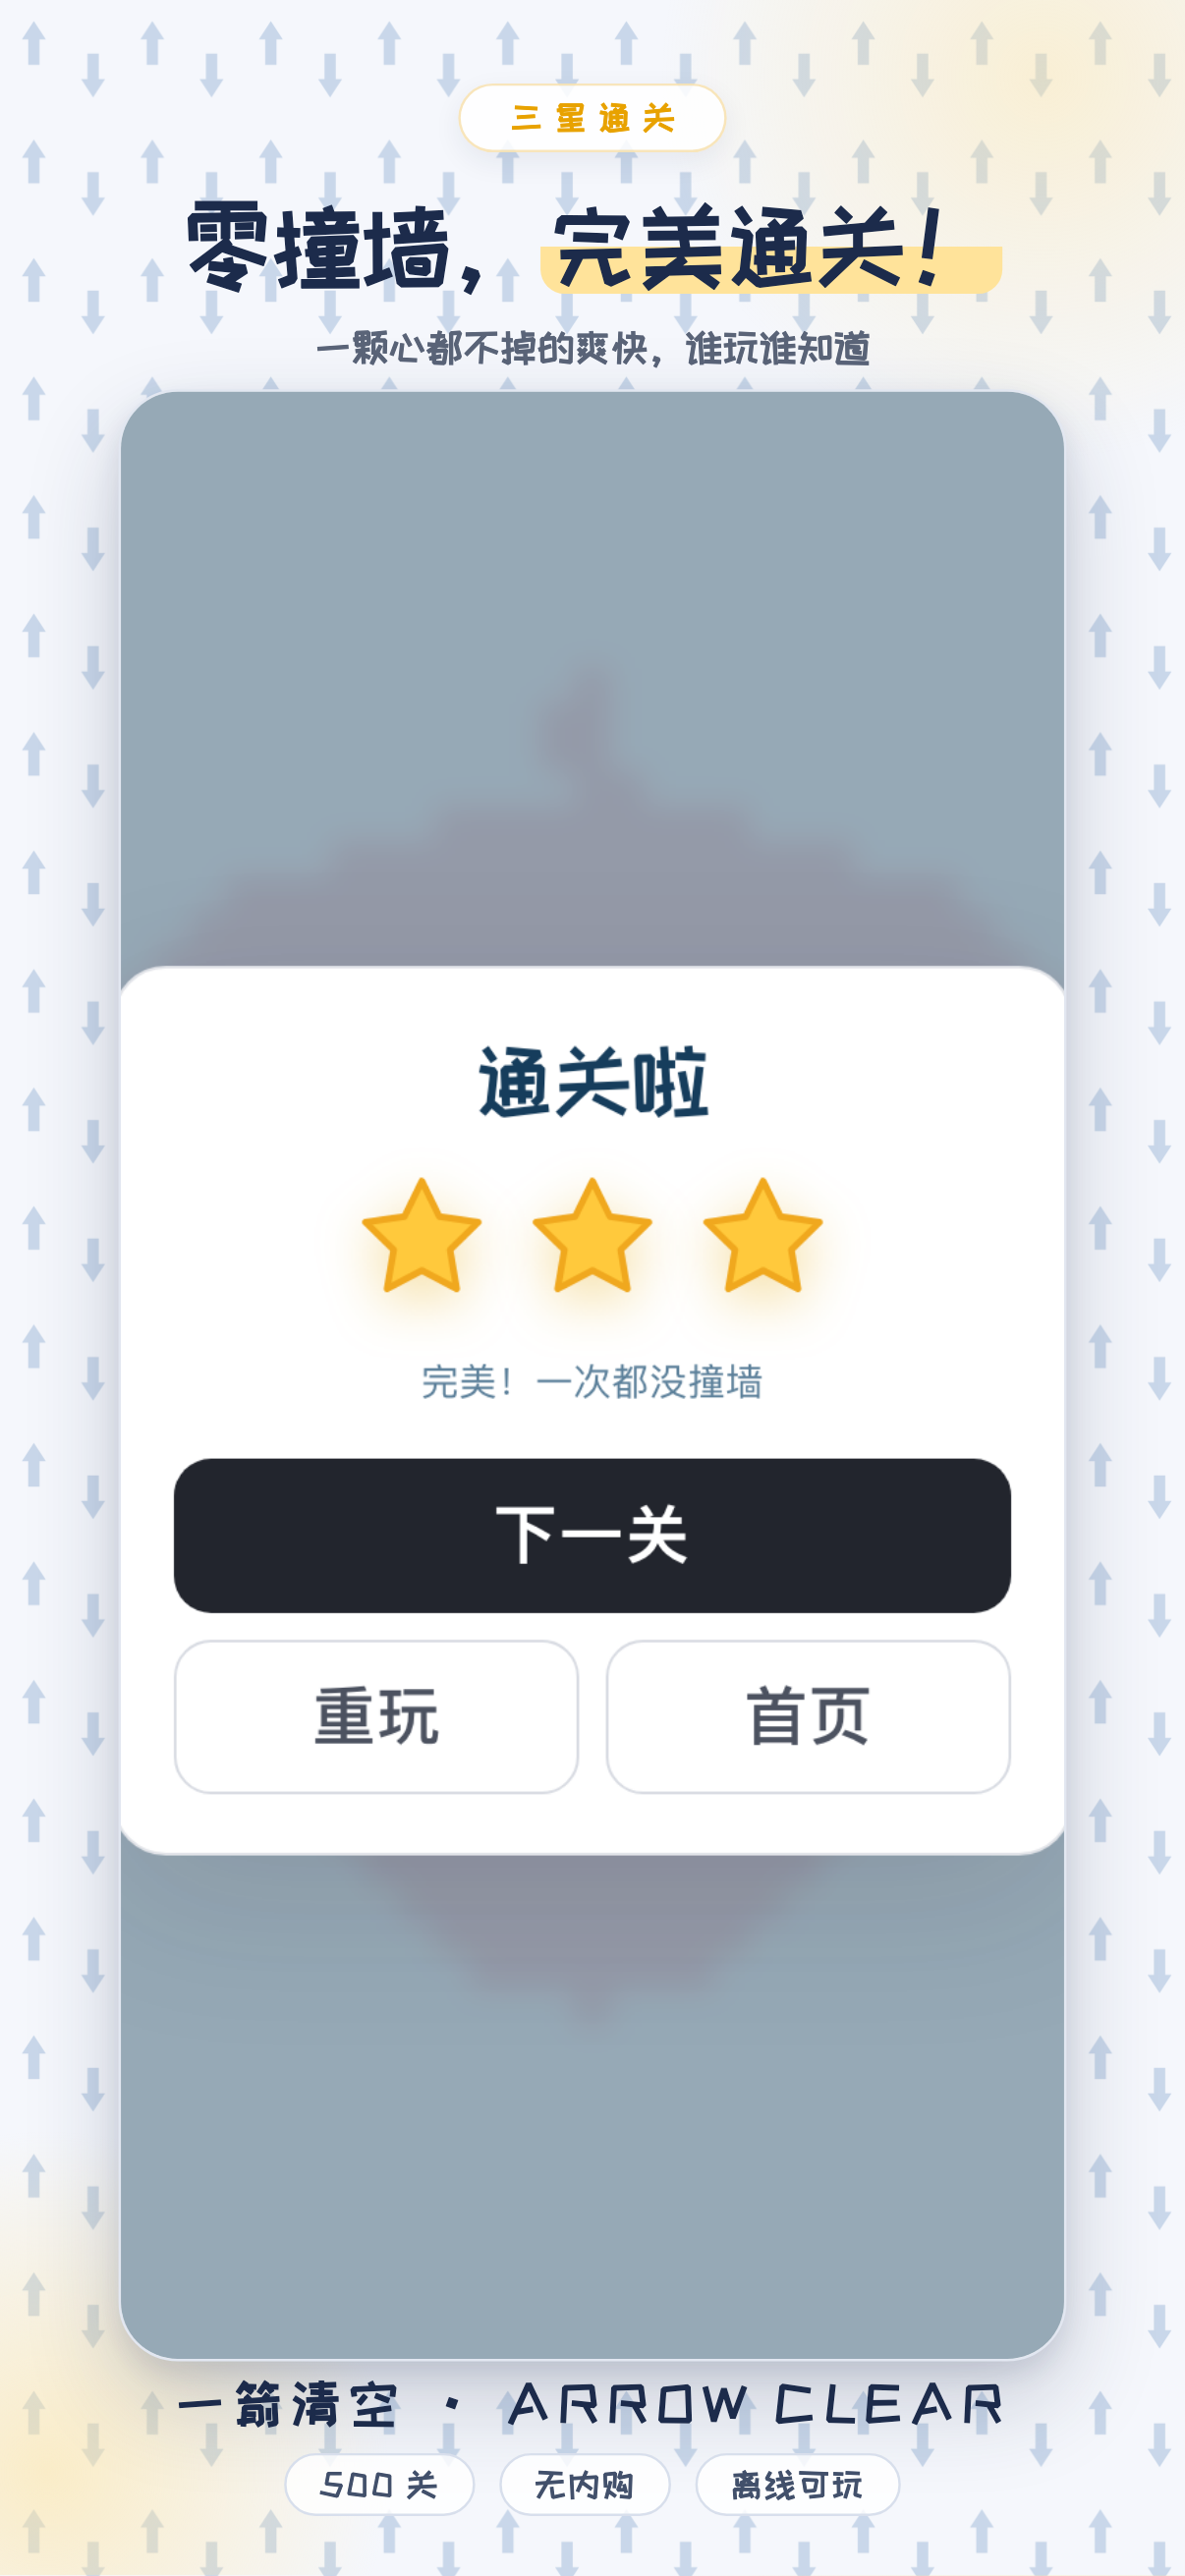 三星通关
零撞墙，完美通关！
一颗心都不掉的爽快，谁玩谁知道
通关啦
完美！一次都没撞墙
下一关
重玩 首页
一箭清空 · ARROW CLEAR
500 关 无内购 离线可玩